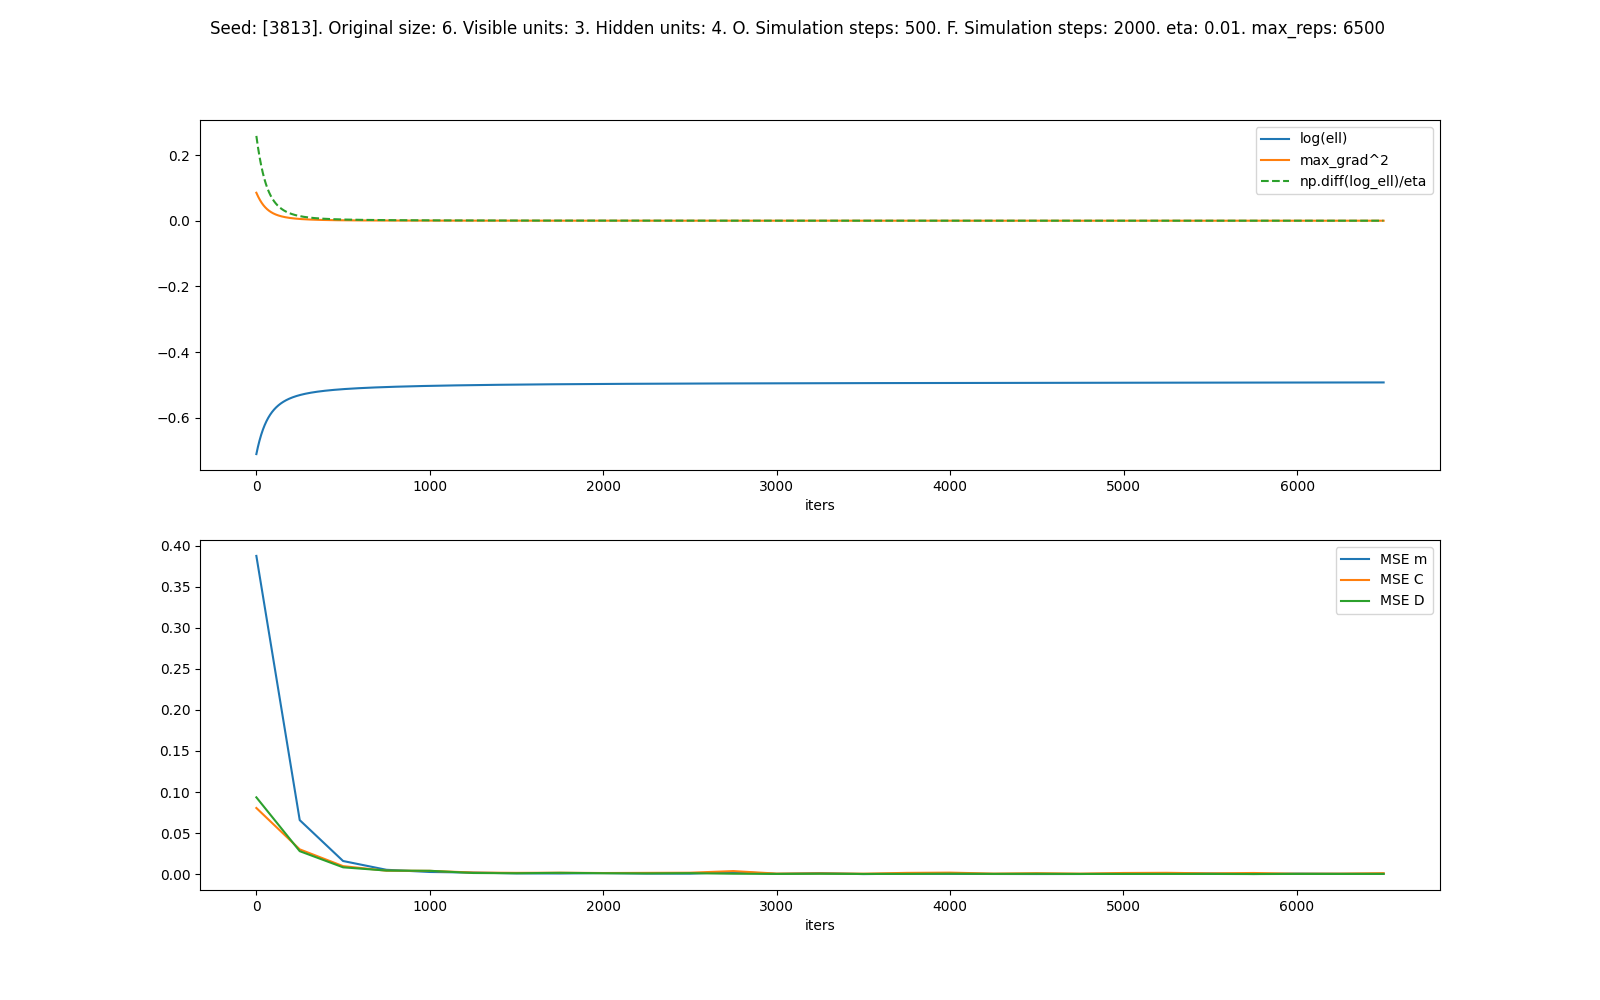 Seed: [3813]. Original size: 6. Visible units: 3. Hidden units: 4. O. Simulation steps: 500. F. Simulation steps: 2000. eta: 0.01. max_reps: 6500
log(ell)
max_grad^2
np.diff(log_ell)/eta
0.2
0.0
−0.2
−0.4
−0.6
0 1000 2000 3000 4000 5000 6000
iters
MSE m
MSE C
MSE D
0.40
0.35
0.30
0.25
0.20
0.15
0.10
0.05
0.00
0 1000 2000 3000 4000 5000 6000
iters